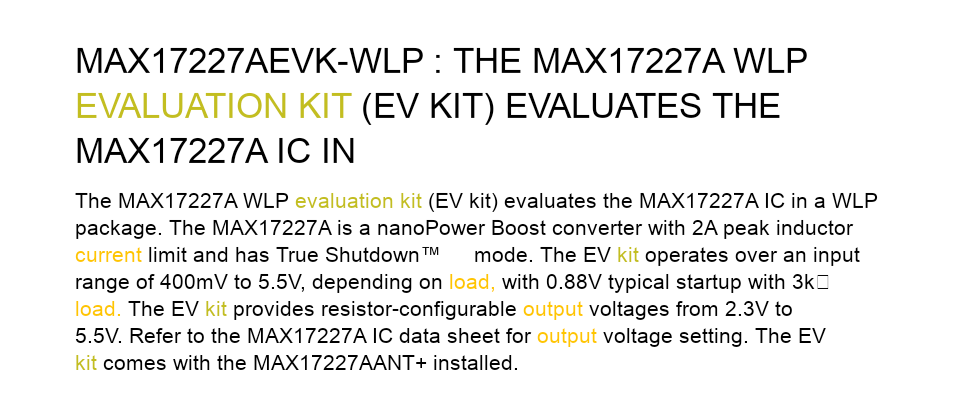 MAX17227AEVK-WLP : THE MAX17227A WLP
EVALUATION KIT (EV KIT) EVALUATES THE
MAX17227A IC IN
The MAX17227A WLP evaluation kit (EV kit) evaluates the MAX17227A IC in a WLP
package. The MAX17227A is a nanoPower Boost converter with 2A peak inductor
current limit and has True Shutdown™ mode. The EV kit operates over an input
range of 400mV to 5.5V, depending on load, with 0.88V typical startup with 3k□
load. The EV kit provides resistor-configurable output voltages from 2.3V to
5.5V. Refer to the MAX17227A IC data sheet for output voltage setting. The EV
kit comes with the MAX17227AANT+ installed.